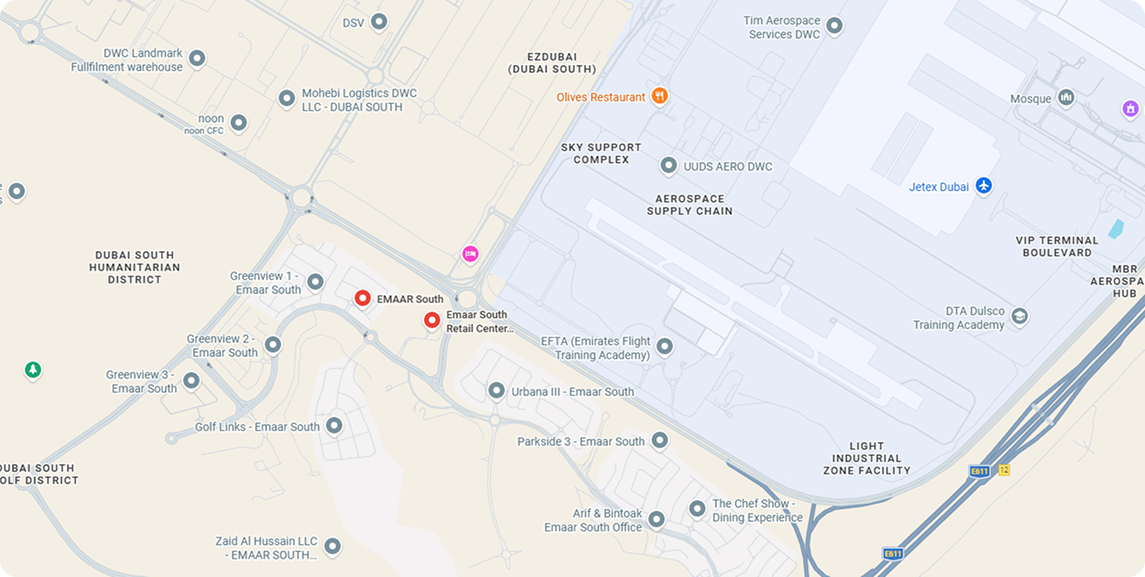 DSV
Tim Aerospace
Services DWC
DWC Landmark
Fullfilment warehouse
EZDUBAI
(DUBAI SOUTH)
Mohebi Logistics DWC
LLC - DUBAI SOUTH
Olives Restaurant
Mosque
noon
noon CFC
SKY SUPPORT
COMPLEX
UUDS AERO DWC
Jetex Dubai
AEROSPACE
SUPPLY CHAIN
VIP TERMINAL
BOULEVARD
DUBAI SOUTH
HUMANITARIAN
DISTRICT
MBR
AEROSPA
HUB
Greenview 1 -
Emaar South
EMAAR South
Emaar South
Retail Center...
DTA Dulsco
Training Academy
Greenview 2 -
Emaar South
EFTA (Emirates Flight
Training Academy)
Greenview 3 -
Emaar South
Urbana III - Emaar South
Golf Links - Emaar South
Parkside 3 - Emaar South
LIGHT
INDUSTRIAL
ZONE FACILITY
DUBAI SOUTH
OLF DISTRICT
E611
12
The Chef Show -
Dining Experience
Arif & Bintoak
Emaar South Office
Zaid Al Hussain LLC
- EMAAR SOUTH...
E611